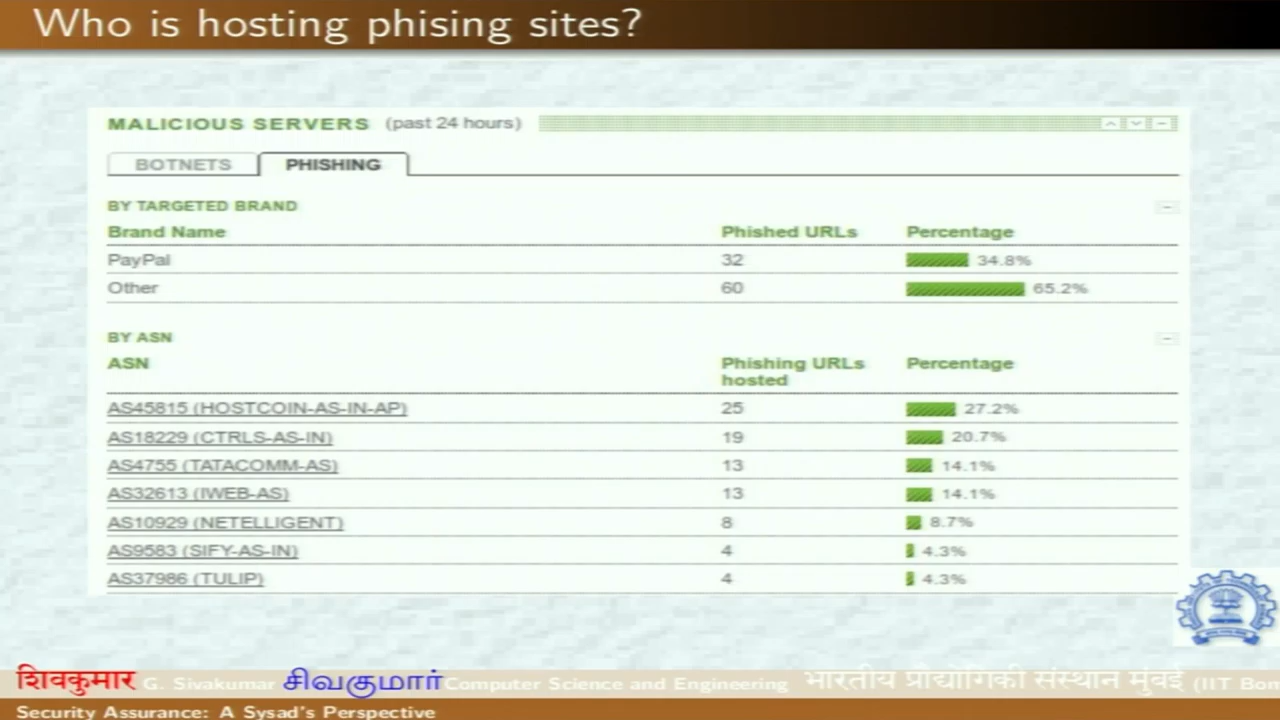 Who is hosting phising sites?
MALICIOUS SERVERS (past 24 hours)
BOTNETS PHISHING
BY TARGETED BRAND
Brand Name Phished URLs Percentage
PayPal 32 34.8%
Other 60 65.2%
BY ASN
ASN Phishing URLs hosted Percentage
AS45815 (HOSTCOIN-AS-IN-AP) 25 27.2%
AS18229 (CTRLS-AS-IN) 19 20.7%
AS4755 (TATACOMM-AS) 13 14.1%
AS32613 (IWEB-AS) 13 14.1%
AS10929 (NETELLIGENT) 8 8.7%
AS9583 (SIFY-AS-IN) 4 4.3%
AS37986 (TULIP) 4 4.3%
शिवकुमार G. Sivakumar சிவகுமார் Computer Science and Engineering भारतीय प्रौद्योगिकी संस्थान मुंबई (IIT Bom
Security Assurance: A Sysad's Perspective